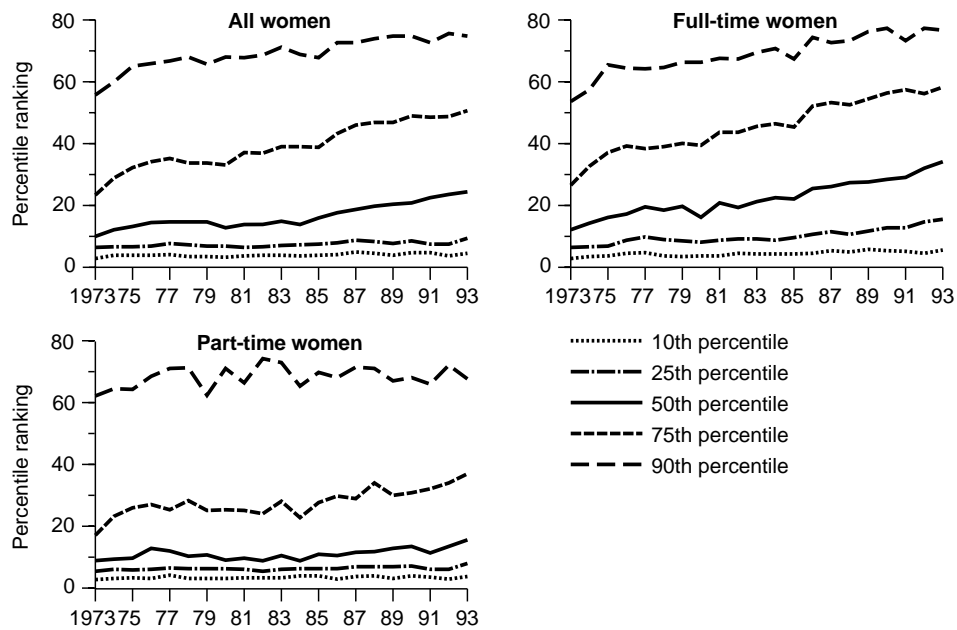 All women
Percentile ranking
80
60
40
20
0
1973 75 77 79 81 83 85 87 89 91 93
Full-time women
80
60
40
20
0
1973 75 77 79 81 83 85 87 89 91 93
Part-time women
Percentile ranking
80
60
40
20
0
1973 75 77 79 81 83 85 87 89 91 93
10th percentile
25th percentile
50th percentile
75th percentile
90th percentile